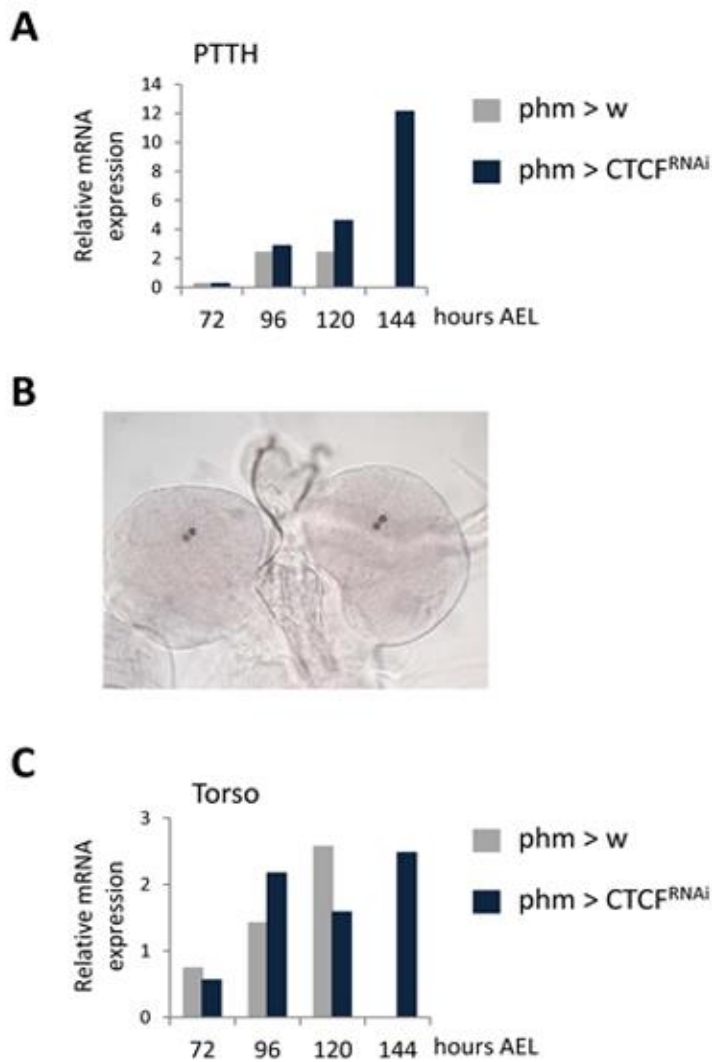 A
PTTH
Relative mRNA
expression
14
12
10
8
6
4
2
0
72 96 120 144 hours AEL
phm > w
phm > CTCFᴿᴺᴬⁱ
B
C
Torso
Relative mRNA
expression
3
2
1
0
72 96 120 144 hours AEL
phm > w
phm > CTCFᴿᴺᴬⁱ